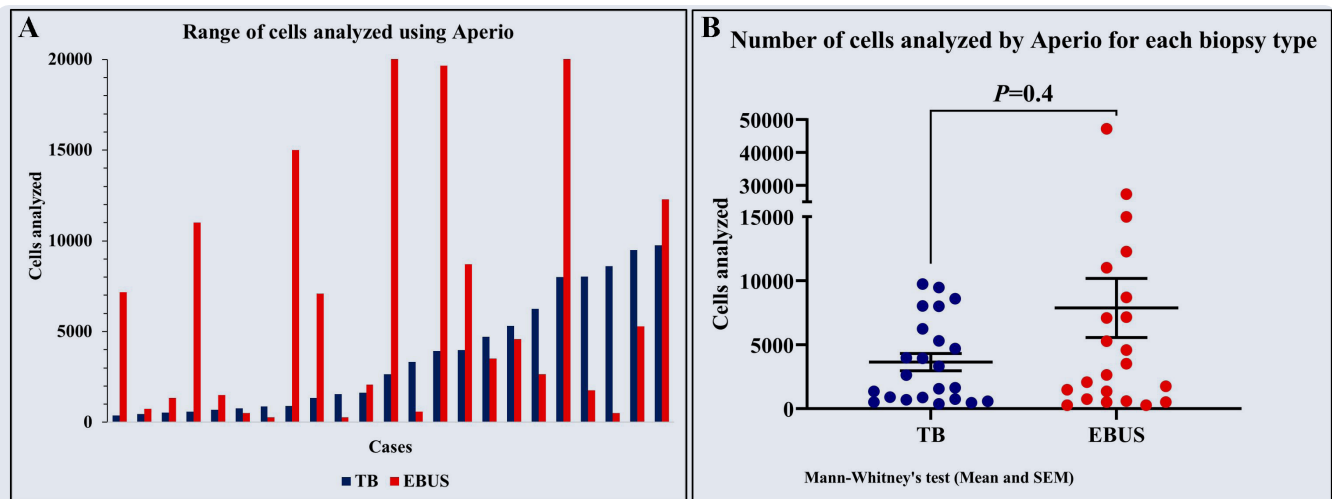 A
Range of cells analyzed using Aperio
20000
15000
10000
5000
0
Cells analyzed
Cases
TB EBUS
B
Number of cells analyzed by Aperio for each biopsy type
P=0.4
50000
40000
30000
15000
10000
5000
0
Cells analyzed
TB EBUS
Mann-Whitney's test (Mean and SEM)